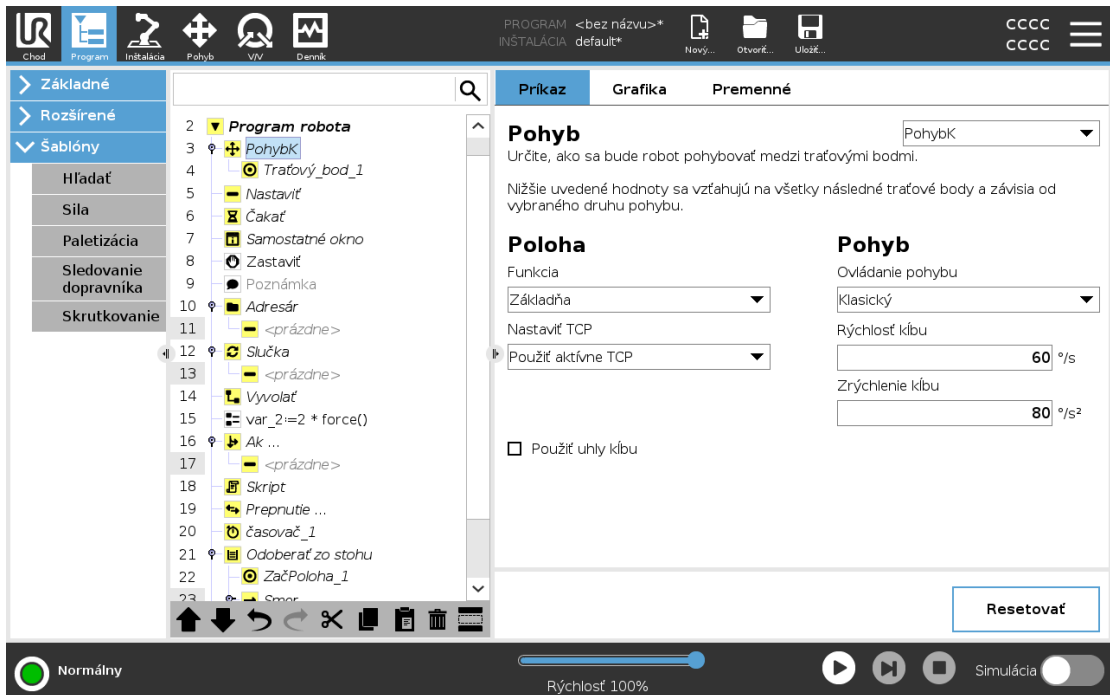 UR
Chod
Program
Inštalácia
Pohyb
V/V
Denník
PROGRAM <bez názvu>*
INŠTALÁCIA default*
Nový...
Otvoriť...
Uložiť...
CCCC
CCCC
Základné
Rozšírené
Šablóny
Hľadať
Sila
Paletizácia
Sledovanie
dopravníka
Skrutkovanie
2 Program robota
3 PohybK
4 Traťový_bod_1
5 Nastaviť
6 Čakať
7 Samostatné okno
8 Zastaviť
9 Poznámka
10 Adresár
11 <prázdne>
12 Slučka
13 <prázdne>
14 Vyvolať
15 var_2:=2 * force()
16 Ak ...
17 <prázdne>
18 Skript
19 Prepnutie ...
20 časovač_1
21 Odoberať zo stohu
22 ZačPoloha_1
23 Smer
Príkaz
Grafika
Premenné
Pohyb
PohybK
Určite, ako sa bude robot pohybovať medzi traťovými bodmi.
Nižšie uvedené hodnoty sa vzťahujú na všetky následné traťové body a závisia od
vybraného druhu pohybu.
Poloha
Funkcia
Základňa
Nastaviť TCP
Použiť aktívne TCP
Použiť uhly kĺbu
Pohyb
Ovládanie pohybu
Klasický
Rýchlosť kĺbu
60 °/s
Zrýchlenie kĺbu
80 °/s²
Resetovať
Normálny
Rýchlosť 100%
Simulácia